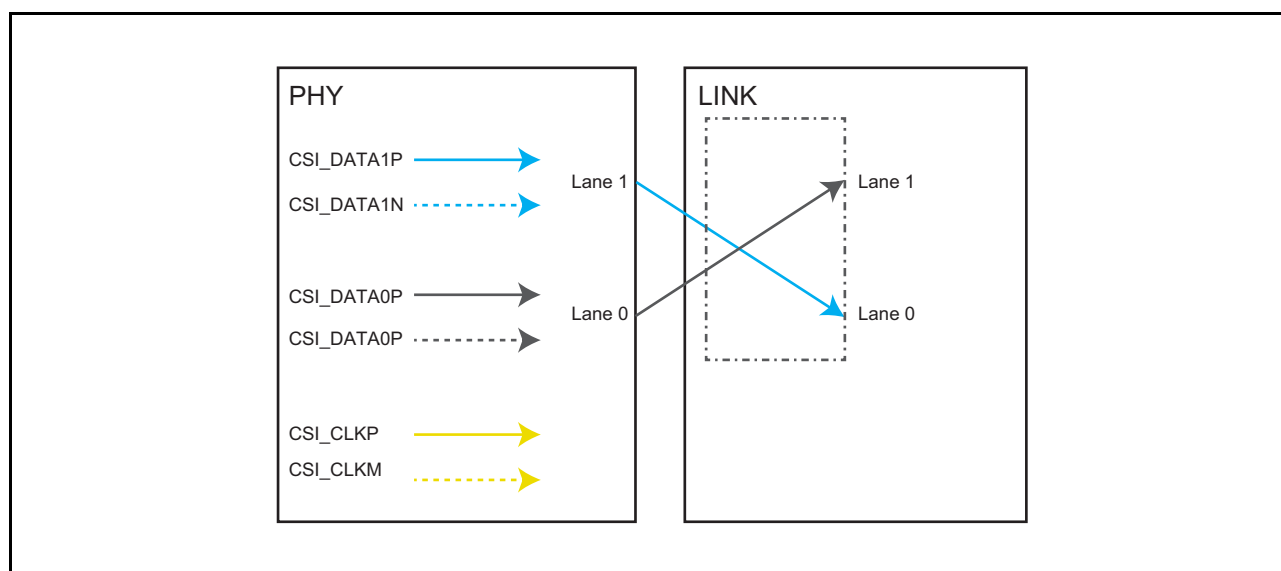 PHY
CSI_DATA1P
CSI_DATA1N
Lane 1
CSI_DATA0P
CSI_DATA0P
Lane 0
CSI_CLKP
CSI_CLKM
LINK
Lane 1
Lane 0